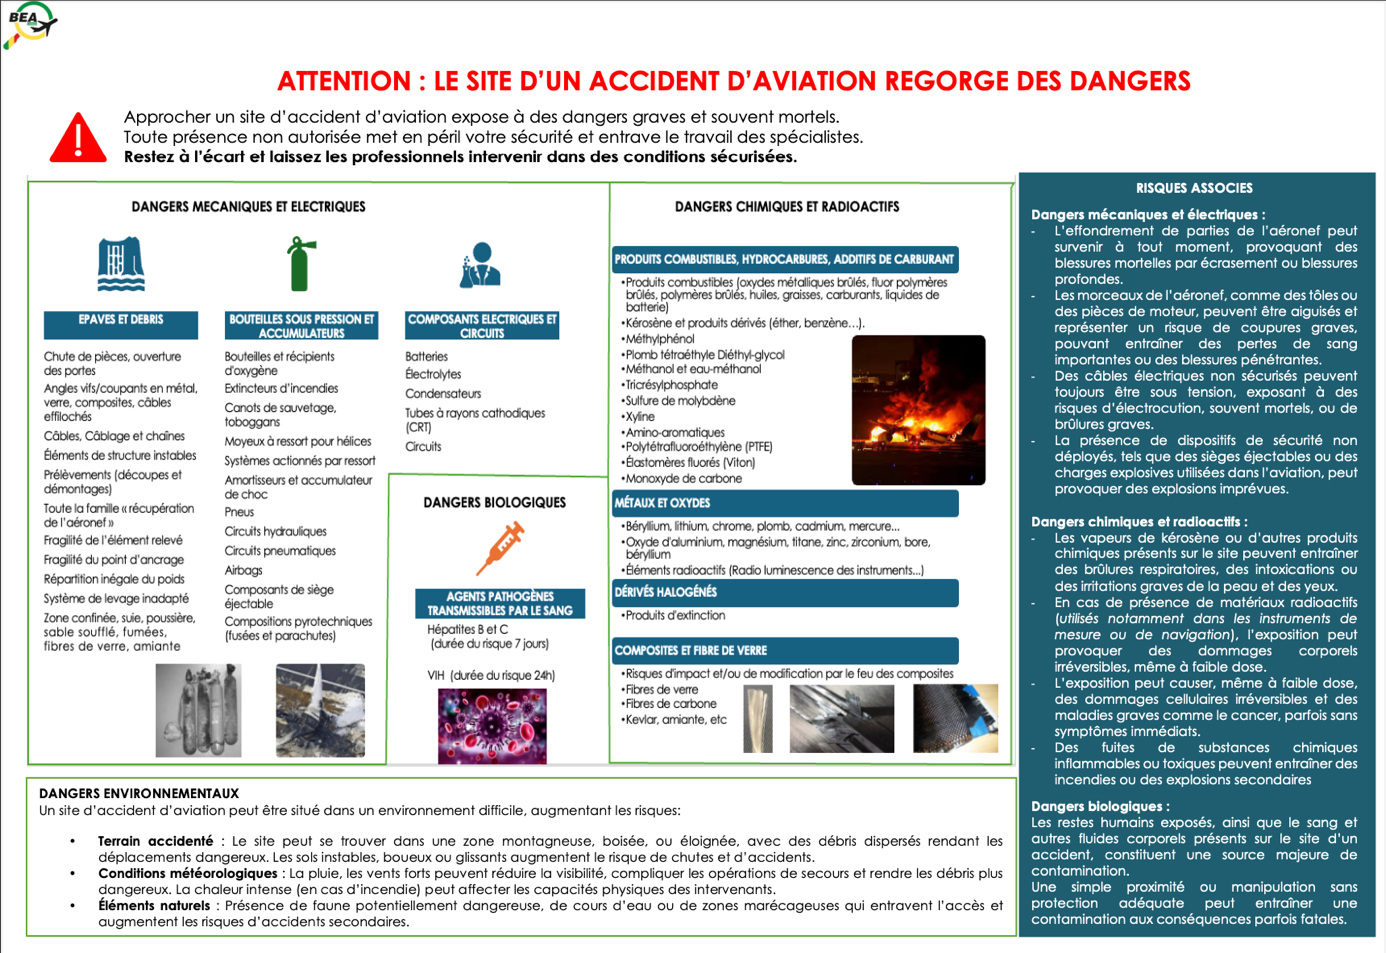 BEA
ATTENTION : LE SITE D’UN ACCIDENT D’AVIATION REGORGE DES DANGERS
Approcher un site d’accident d’aviation expose à des dangers graves et souvent mortels.
Toute présence non autorisée met en péril votre sécurité et entrave le travail des spécialistes.
Restez à l’écart et laissez les professionnels intervenir dans des conditions sécurisées.
DANGERS MECANIQUES ET ELECTRIQUES
EPAVES ET DEBRIS
Chute de pièces, ouverture
des portes
Angles vifs/coupants en métal,
verre, composites, câbles
effilochés
Câbles, Câblage et chaînes
Éléments de structure instables
Prélèvements (découpes et
démontages)
Toute la famille « récupération
de l’aéronef »
Fragilité de l’élément relevé
Fragilité du point d’ancrage
Répartition inégale du poids
Système de levage inadapté
Zone confinée, suie, poussière,
sable soufflé, fumées,
fibres de verre, amiante
BOUTEILLES SOUS PRESSION ET
ACCUMULATEURS
Bouteilles et récipients
d'oxygène
Extincteurs d’incendies
Canots de sauvetage,
toboggans
Moyeux à ressort pour hélices
Systèmes actionnés par ressort
Amortisseurs et accumulateur
de choc
Pneus
Circuits hydrauliques
Circuits pneumatiques
Airbags
Composants de siège
éjectable
Compositions pyrotechniques
(fusées et parachutes)
COMPOSANTS ELECTRIQUES ET
CIRCUITS
Batteries
Électrolytes
Condensateurs
Tubes à rayons cathodiques
(CRT)
Circuits
DANGERS BIOLOGIQUES
AGENTS PATHOGÈNES
TRANSMISSIBLES PAR LE SANG
Hépatites B et C
(durée du risque 7 jours)
VIH (durée du risque 24h)
DANGERS CHIMIQUES ET RADIOACTIFS
PRODUITS COMBUSTIBLES, HYDROCARBURES, ADDITIFS DE CARBURANT
•Produits combustibles (oxydes métalliques brûlés, fluor polymères
brûlés, polymères brûlés, huiles, graisses, carburants, liquides de
batterie)
•Kérosène et produits dérivés (éther, benzène…).
•Méthylphénol
•Plomb tétraéthyle Diéthyl-glycol
•Méthanol et eau-méthanol
•Tricrésylphosphate
•Sulfure de molybdène
•Xyline
•Amino-aromatiques
•Polytétrafluoroéthylène (PTFE)
•Élastomères fluorés (Viton)
•Monoxyde de carbone
MÉTAUX ET OXYDES
•Béryllium, lithium, chrome, plomb, cadmium, mercure...
•Oxyde d'aluminium, magnésium, titane, zinc, zirconium, bore,
béryllium
•Éléments radioactifs (Radio luminescence des instruments...)
DÉRIVÉS HALOGÉNÉS
•Produits d'extinction
COMPOSITES ET FIBRE DE VERRE
•Risques d'impact et/ou de modification par le feu des composites
•Fibres de verre
•Fibres de carbone
•Kevlar, amiante, etc
RISQUES ASSOCIES
Dangers mécaniques et électriques :
- L’effondrement de parties de l’aéronef peut
survenir à tout moment, provoquant des
blessures mortelles par écrasement ou blessures
profondes.
- Les morceaux de l’aéronef, comme des tôles ou
des pièces de moteur, peuvent être aiguisés et
représenter un risque de coupures graves,
pouvant entraîner des pertes de sang
importantes ou des blessures pénétrantes.
- Des câbles électriques non sécurisés peuvent
toujours être sous tension, exposant à des
risques d’électrocution, souvent mortels, ou de
brûlures graves.
- La présence de dispositifs de sécurité non
déployés, tels que des sièges éjectables ou des
charges explosives utilisées dans l’aviation, peut
provoquer des explosions imprévues.
Dangers chimiques et radioactifs :
- Les vapeurs de kérosène ou d’autres produits
chimiques présents sur le site peuvent entraîner
des brûlures respiratoires, des intoxications ou
des irritations graves de la peau et des yeux.
- En cas de présence de matériaux radioactifs
(utilisés notamment dans les instruments de
mesure ou de navigation), l’exposition peut
provoquer des dommages corporels
irréversibles, même à faible dose.
- L’exposition peut causer, même à faible dose,
des dommages cellulaires irréversibles et des
maladies graves comme le cancer, parfois sans
symptômes immédiats.
- Des fuites de substances chimiques
inflammables ou toxiques peuvent entraîner des
incendies ou des explosions secondaires
Dangers biologiques :
Les restes humains exposés, ainsi que le sang et
autres fluides corporels présents sur le site d’un
accident, constituent une source majeure de
contamination.
Une simple proximité ou manipulation sans
protection adéquate peut entraîner une
contamination aux conséquences parfois fatales.
DANGERS ENVIRONNEMENTAUX
Un site d’accident d’aviation peut être situé dans un environnement difficile, augmentant les risques:
• Terrain accidenté : Le site peut se trouver dans une zone montagneuse, boisée, ou éloignée, avec des débris dispersés rendant les
déplacements dangereux. Les sols instables, boueux ou glissants augmentent le risque de chutes et d’accidents.
• Conditions météorologiques : La pluie, les vents forts peuvent réduire la visibilité, compliquer les opérations de secours et rendre les débris plus
dangereux. La chaleur intense (en cas d’incendie) peut affecter les capacités physiques des intervenants.
• Éléments naturels : Présence de faune potentiellement dangereuse, de cours d’eau ou de zones marécageuses qui entravent l’accès et
augmentent les risques d’accidents secondaires.